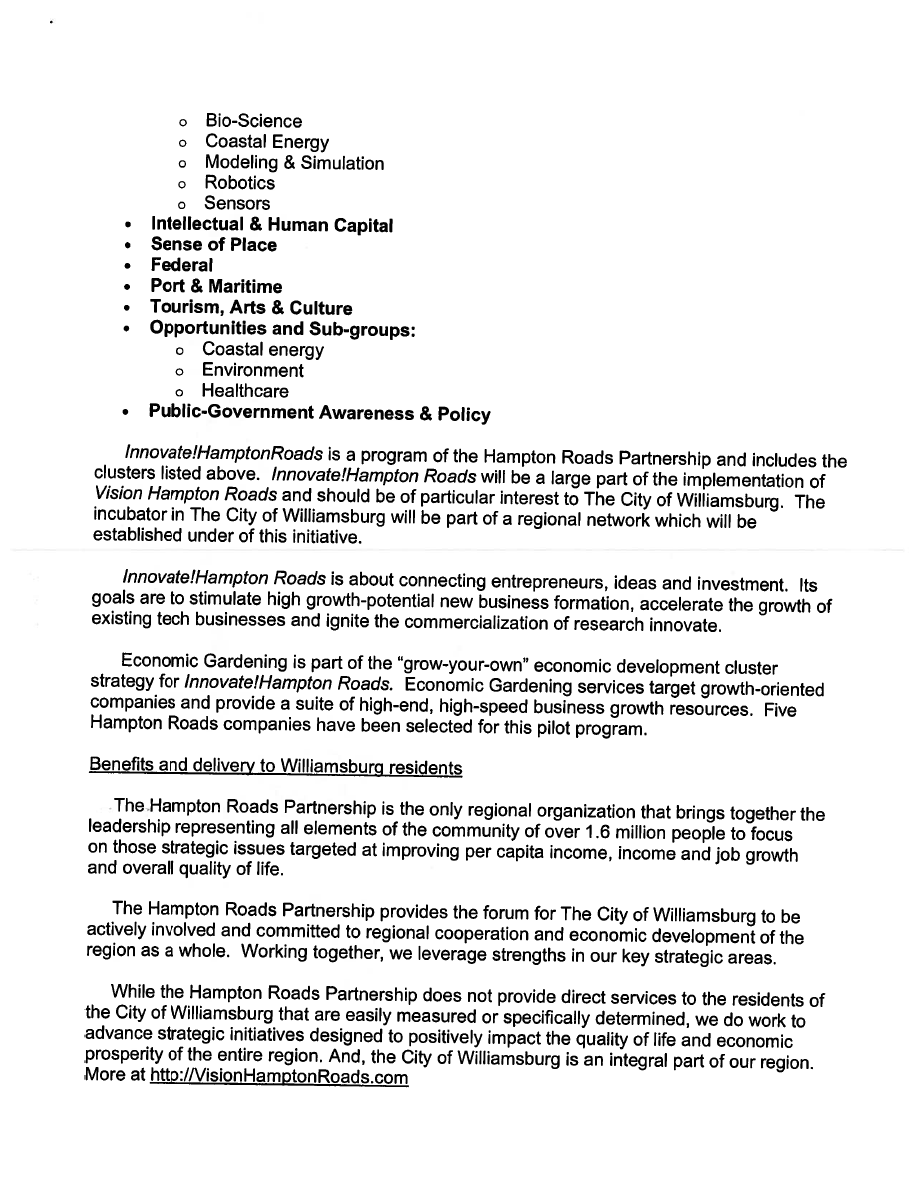 o Bio-Science
o Coastal Energy
o Modeling & Simulation
o Robotics
o Sensors
• Intellectual & Human Capital
• Sense of Place
• Federal
• Port & Maritime
• Tourism, Arts & Culture
• Opportunities and Sub-groups:
o Coastal energy
o Environment
o Healthcare
• Public-Government Awareness & Policy
Innovate!HamptonRoads is a program of the Hampton Roads Partnership and includes the
clusters listed above. Innovate!Hampton Roads will be a large part of the implementation of
Vision Hampton Roads and should be of particular interest to The City of Williamsburg. The
incubator in The City of Williamsburg will be part of a regional network which will be
established under of this initiative.
Innovate!Hampton Roads is about connecting entrepreneurs, ideas and investment. Its
goals are to stimulate high growth-potential new business formation, accelerate the growth of
existing tech businesses and ignite the commercialization of research innovate.
Economic Gardening is part of the “grow-your-own” economic development cluster
strategy for Innovate!Hampton Roads. Economic Gardening services target growth-oriented
companies and provide a suite of high-end, high-speed business growth resources. Five
Hampton Roads companies have been selected for this pilot program.
Benefits and delivery to Williamsburg residents
The Hampton Roads Partnership is the only regional organization that brings together the
leadership representing all elements of the community of over 1.6 million people to focus
on those strategic issues targeted at improving per capita income, income and job growth
and overall quality of life.
The Hampton Roads Partnership provides the forum for The City of Williamsburg to be
actively involved and committed to regional cooperation and economic development of the
region as a whole. Working together, we leverage strengths in our key strategic areas.
While the Hampton Roads Partnership does not provide direct services to the residents of
the City of Williamsburg that are easily measured or specifically determined, we do work to
advance strategic initiatives designed to positively impact the quality of life and economic
prosperity of the entire region. And, the City of Williamsburg is an integral part of our region.
More at http://VisionHamptonRoads.com